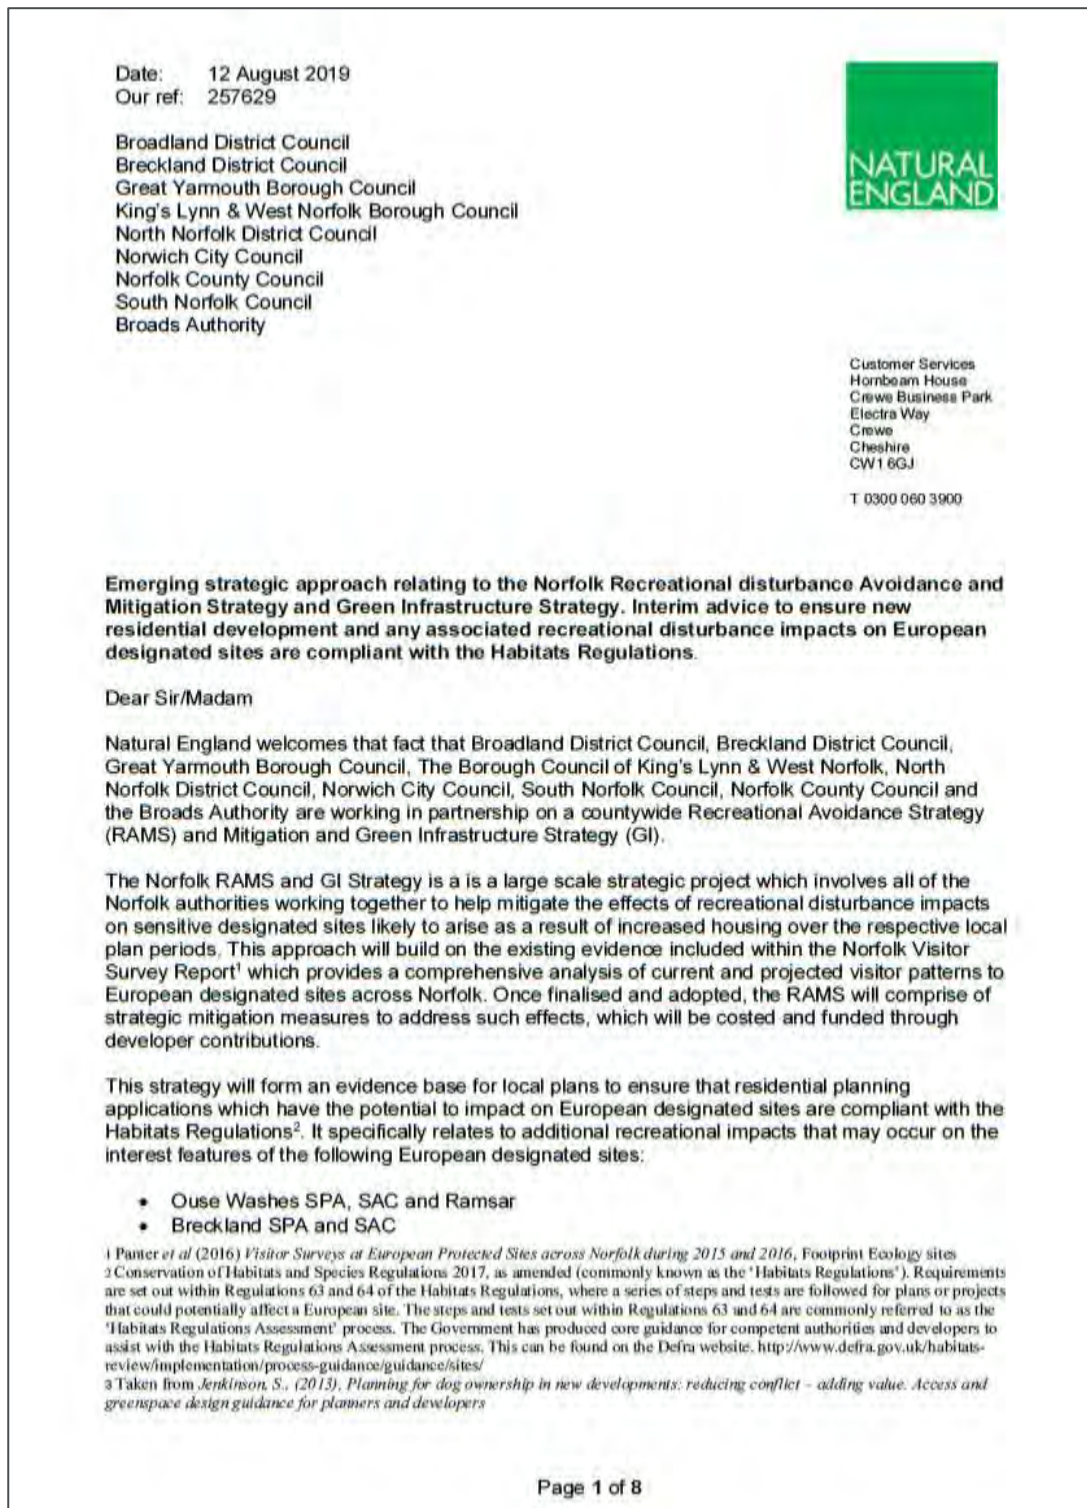 Date: 12 August 2019
Our ref: 257629
Broadland District Council
Breckland District Council
Great Yarmouth Borough Council
King's Lynn & West Norfolk Borough Council
North Norfolk District Council
Norwich City Council
Norfolk County Council
South Norfolk Council
Broads Authority
NATURAL
ENGLAND
Customer Services
Hornbeam House
Crewe Business Park
Electra Way
Crewe
Cheshire
CW1 6GJ
T 0300 060 3900
Emerging strategic approach relating to the Norfolk Recreational disturbance Avoidance and
Mitigation Strategy and Green Infrastructure Strategy. Interim advice to ensure new
residential development and any associated recreational disturbance impacts on European
designated sites are compliant with the Habitats Regulations.
Dear Sir/Madam
Natural England welcomes that fact that Broadland District Council, Breckland District Council,
Great Yarmouth Borough Council, The Borough Council of King's Lynn & West Norfolk, North
Norfolk District Council, Norwich City Council, South Norfolk Council, Norfolk County Council and
the Broads Authority are working in partnership on a countywide Recreational Avoidance Strategy
(RAMS) and Mitigation and Green Infrastructure Strategy (GI).
The Norfolk RAMS and GI Strategy is a is a large scale strategic project which involves all of the
Norfolk authorities working together to help mitigate the effects of recreational disturbance impacts
on sensitive designated sites likely to arise as a result of increased housing over the respective local
plan periods. This approach will build on the existing evidence included within the Norfolk Visitor
Survey Report¹ which provides a comprehensive analysis of current and projected visitor patterns to
European designated sites across Norfolk. Once finalised and adopted, the RAMS will comprise of
strategic mitigation measures to address such effects, which will be costed and funded through
developer contributions.
This strategy will form an evidence base for local plans to ensure that residential planning
applications which have the potential to impact on European designated sites are compliant with the
Habitats Regulations². It specifically relates to additional recreational impacts that may occur on the
interest features of the following European designated sites:
• Ouse Washes SPA, SAC and Ramsar
• Breckland SPA and SAC
1 Panter et al (2016) Visitor Surveys at European Protected Sites across Norfolk during 2015 and 2016, Footprint Ecology sites
2 Conservation of Habitats and Species Regulations 2017, as amended (commonly known as the 'Habitats Regulations'). Requirements
are set out within Regulations 63 and 64 of the Habitats Regulations, where a series of steps and tests are followed for plans or projects
that could potentially affect a European site. The steps and tests set out within Regulations 63 and 64 are commonly referred to as the
'Habitats Regulations Assessment' process. The Government has produced core guidance for competent authorities and developers to
assist with the Habitats Regulations Assessment process. This can be found on the Defra website. http://www.defra.gov.uk/habitats-
review/implementation/process-guidance/guidance/sites/
3 Taken from Jenkinson, S., (2013), Planning for dog ownership in new developments: reducing conflict – adding value. Access and
greenspace design guidance for planners and developers
Page 1 of 8